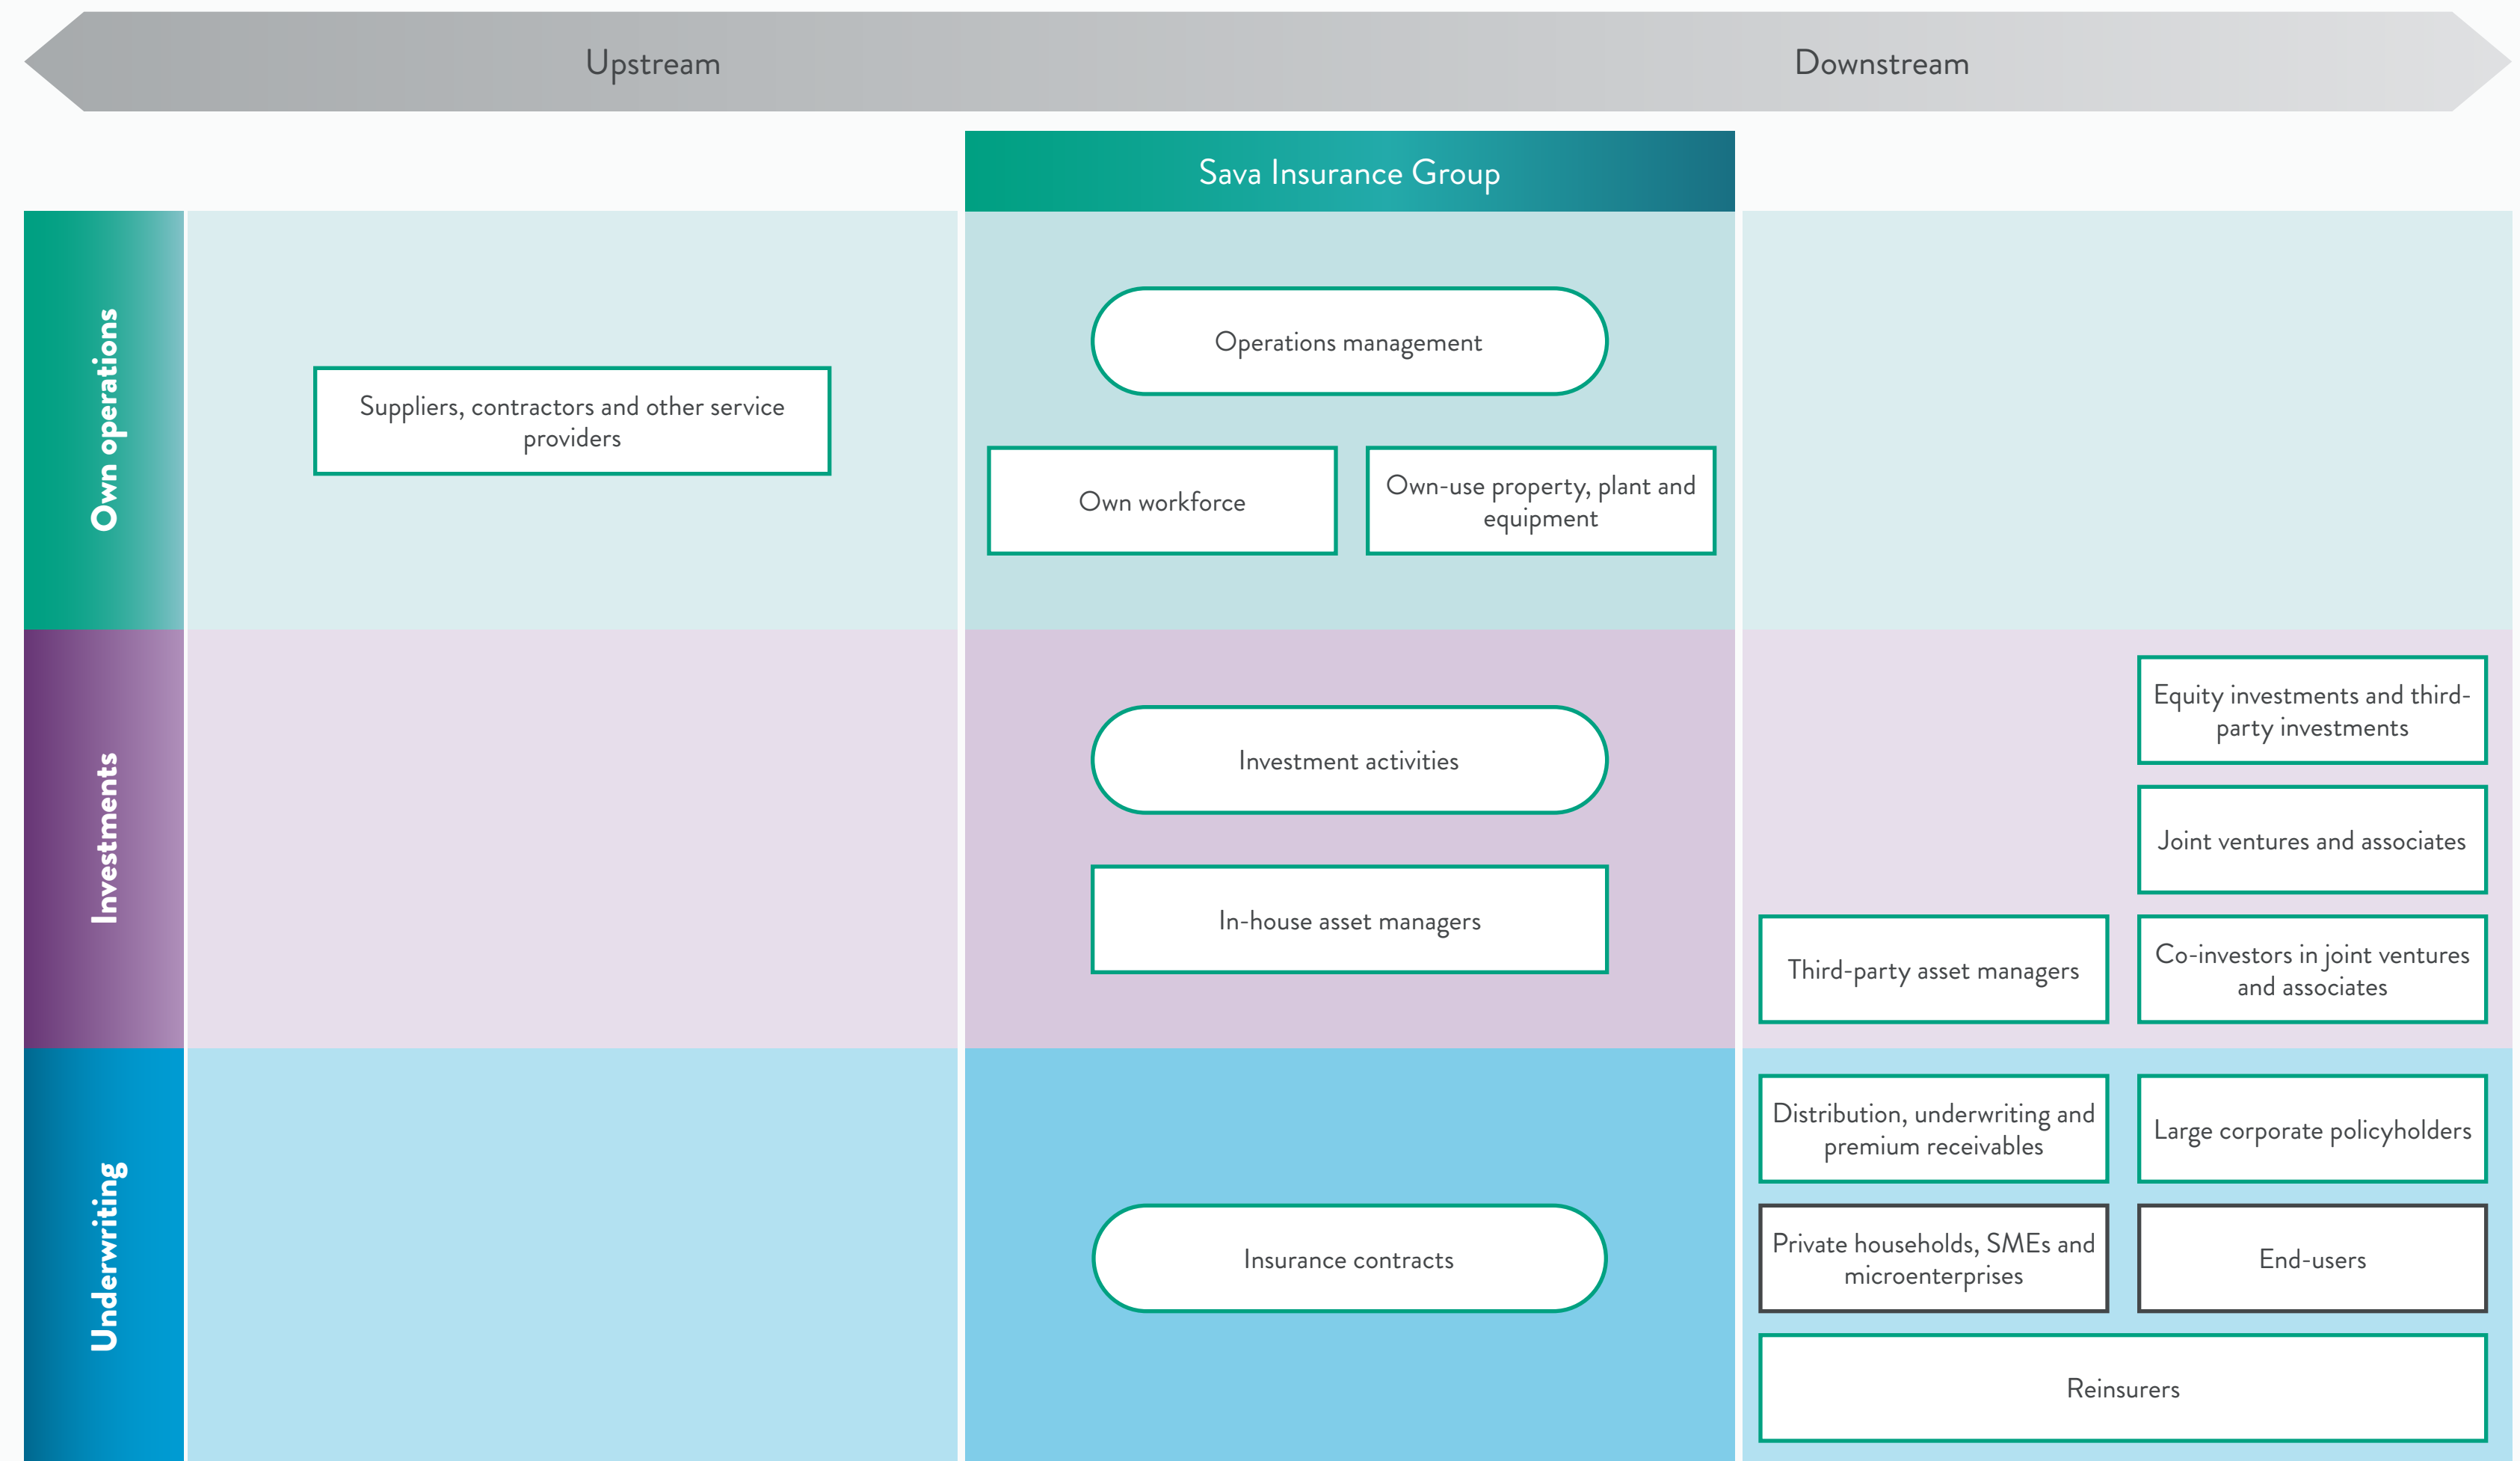 Upstream
Downstream
Sava Insurance Group
Own operations
Suppliers, contractors and other service
providers
Operations management
Own workforce
Own-use property, plant and
equipment
Investments
Investment activities
In-house asset managers
Equity investments and third-
party investments
Joint ventures and associates
Third-party asset managers
Co-investors in joint ventures
and associates
Underwriting
Insurance contracts
Distribution, underwriting and
premium receivables
Large corporate policyholders
Private households, SMEs and
microenterprises
End-users
Reinsurers